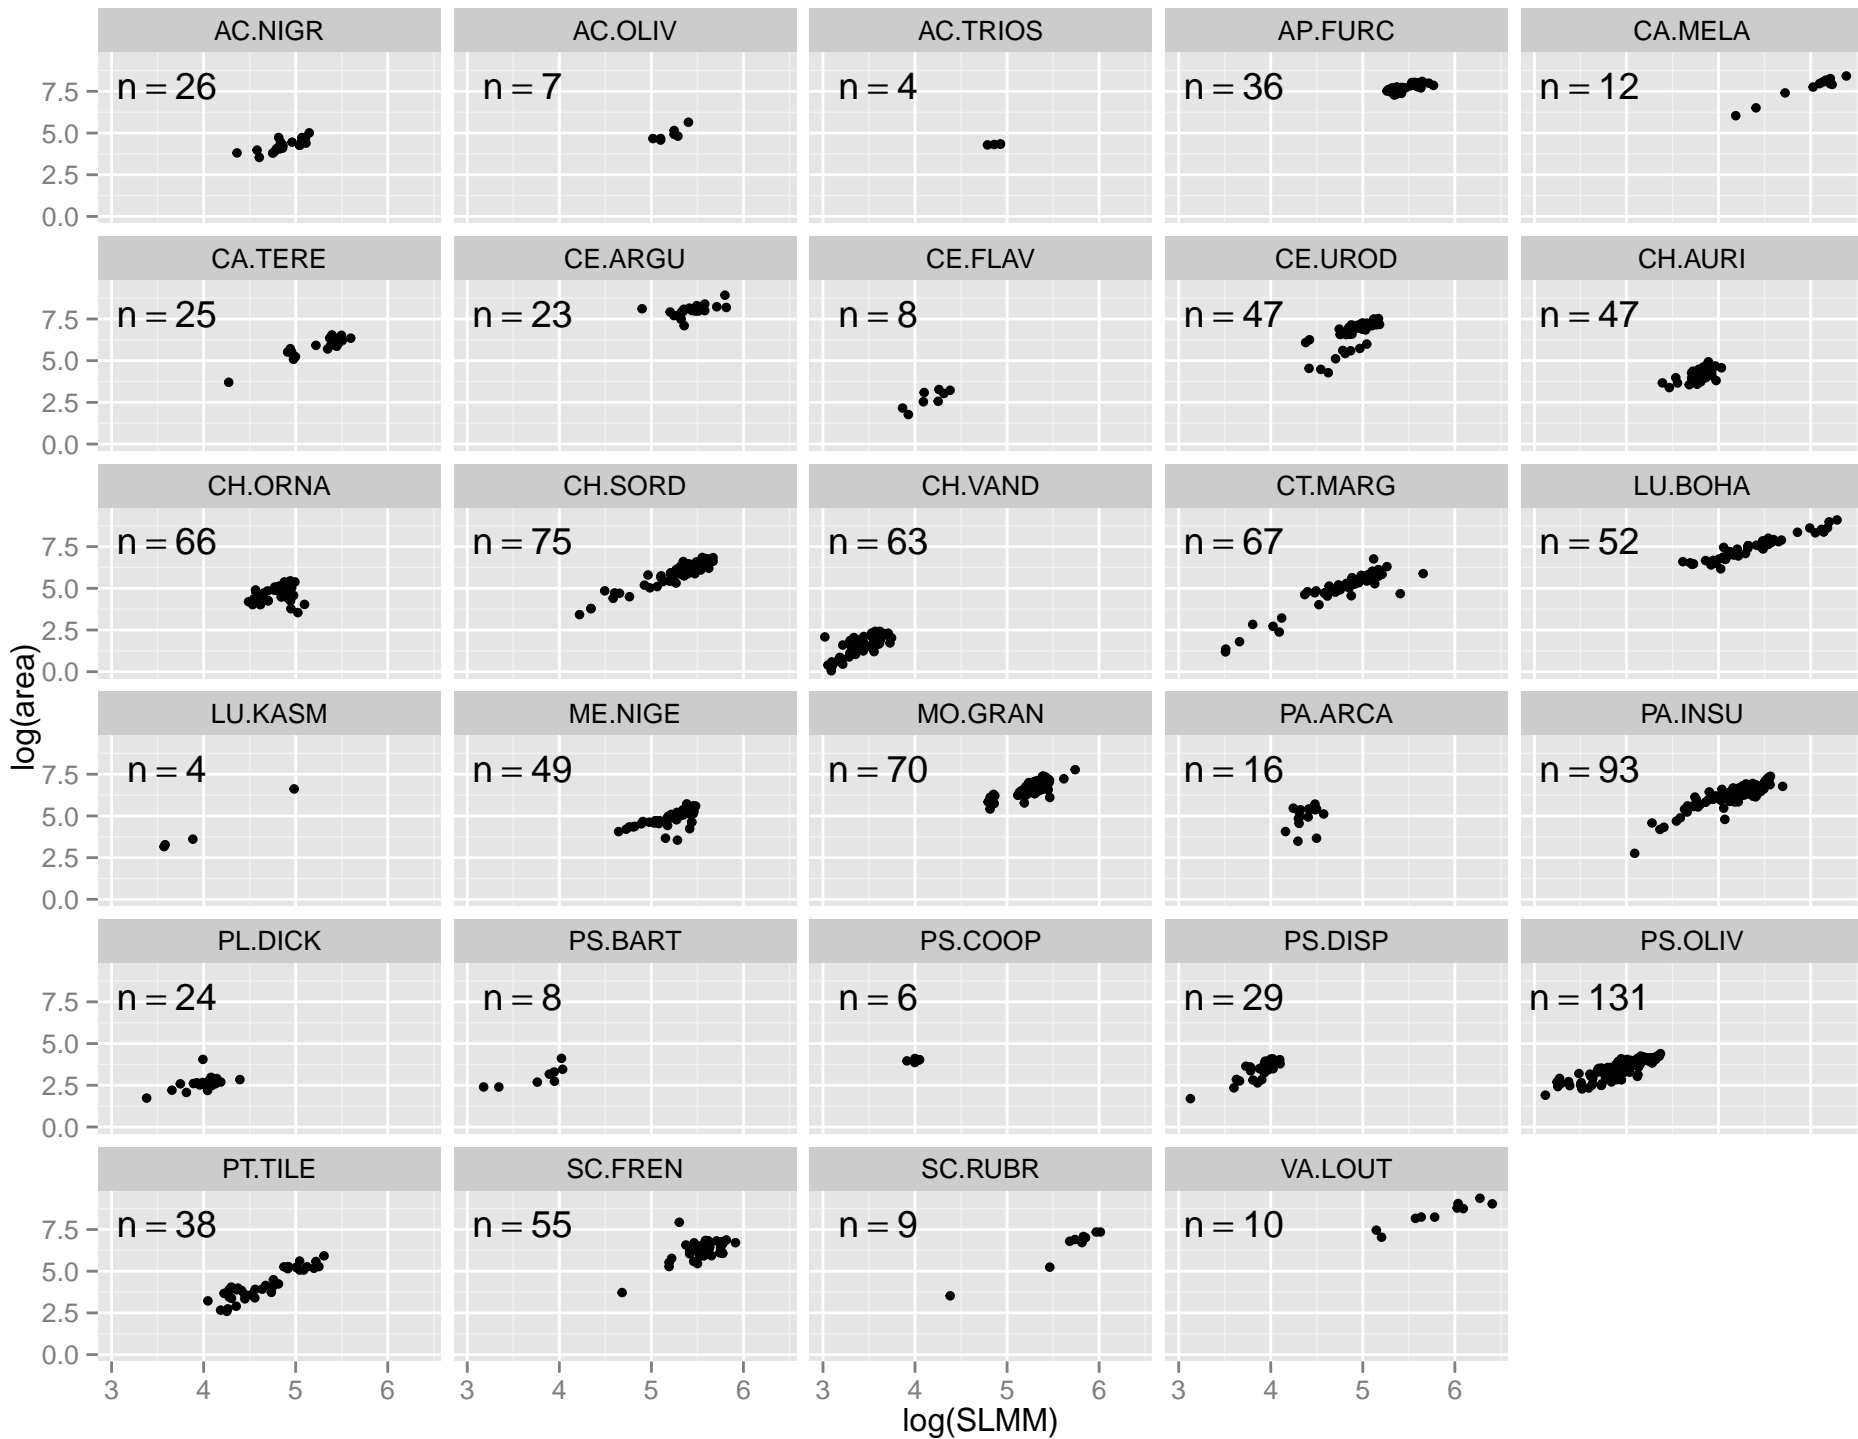 AC.NIGR AC.OLIV AC.TRIOS AP.FURC CA.MELA
n = 26 n = 7 n = 4 n = 36 n = 12
7.5
5.0
2.5
0.0
CA.TERE CE.ARGU CE.FLAV CE.UROD CH.AURI
n = 25 n = 23 n = 8 n = 47 n = 47
7.5
5.0
2.5
0.0
CH.ORNA CH.SORD CH.VAND CT.MARG LU.BOHA
n = 66 n = 75 n = 63 n = 67 n = 52
7.5
5.0
2.5
0.0
log(area)
LU.KASM ME.NIGE MO.GRAN PA.ARCA PA.INSU
n = 4 n = 49 n = 70 n = 16 n = 93
7.5
5.0
2.5
0.0
PL.DICK PS.BART PS.COOP PS.DISP PS.OLIV
n = 24 n = 8 n = 6 n = 29 n = 131
7.5
5.0
2.5
0.0
PT.TILE SC.FREN SC.RUBR VA.LOUT
n = 38 n = 55 n = 9 n = 10
7.5
5.0
2.5
0.0
3 4 5 6 3 4 5 6 3 4 5 6 3 4 5 6
log(SLMM)